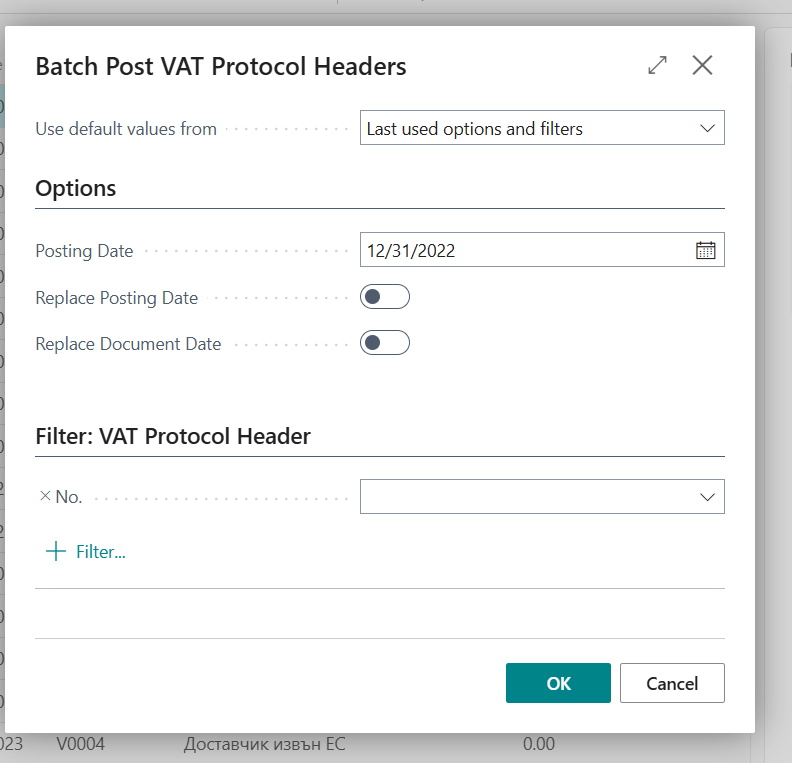 Batch Post VAT Protocol Headers
Use default values from
Last used options and filters
Options
Posting Date
12/31/2022
Replace Posting Date
Replace Document Date
Filter: VAT Protocol Header
No.
Filter...
OK
Cancel
V0004
Доставчик извън ЕС
0.00